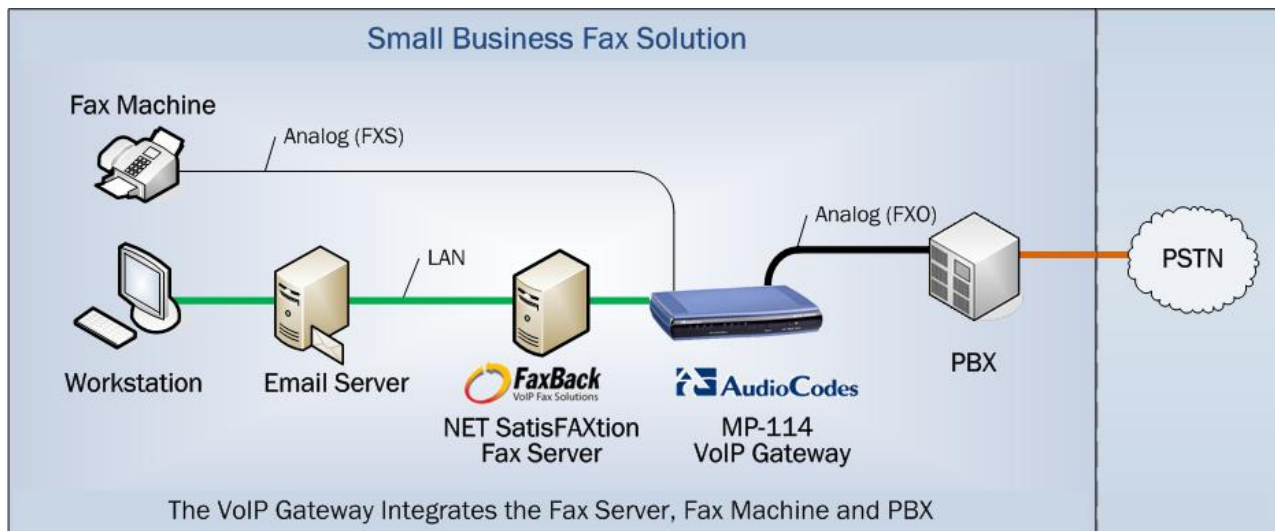 Small Business Fax Solution
Fax Machine
Analog (FXS)
Analog (FXO)
LAN
PSTN
Workstation
Email Server
FaxBack
VoIP Fax Solutions
NET SatisFAXtion
Fax Server
AudioCodes
MP-114
VoIP Gateway
PBX
The VoIP Gateway Integrates the Fax Server, Fax Machine and PBX